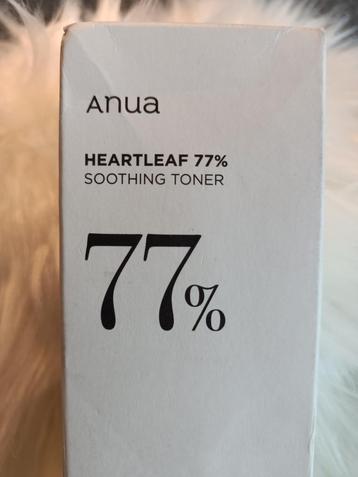 Anua
HEARTLEAF 77%
SOOTHING TONER
77%